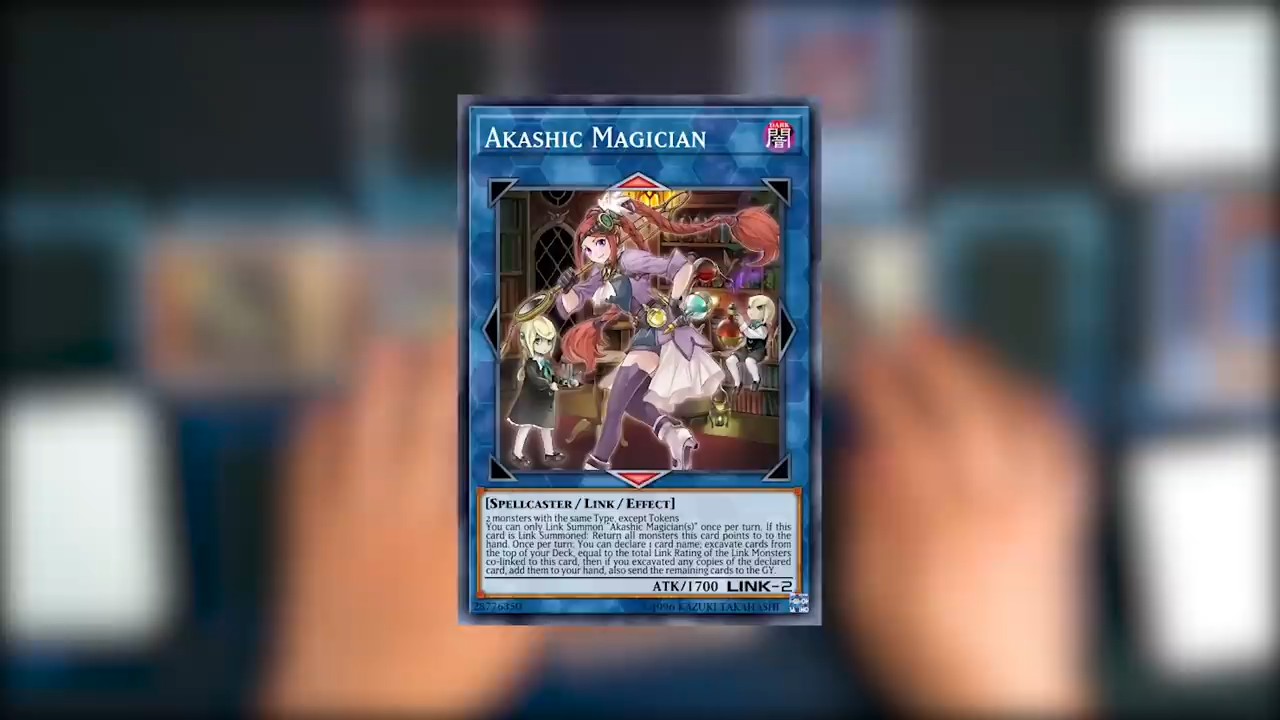 AKASHIC MAGICIAN
DARK
闇
[SPELLCASTER / LINK / EFFECT]
2 monsters with the same Type, except Tokens
You can only Link Summon "Akashic Magician(s)" once per turn. If this
card is Link Summoned: Return all monsters this card points to to the
hand. Once per turn: You can declare 1 card name; excavate cards from
the top of your Deck, equal to the total Link Rating of the Link Monsters
co-linked to this card, then if you excavated any copies of the declared
card, add them to your hand, also send the remaining cards to the GY.
ATK/1700 LINK-2
28776350 ©1996 KAZUKI TAKAHASHI